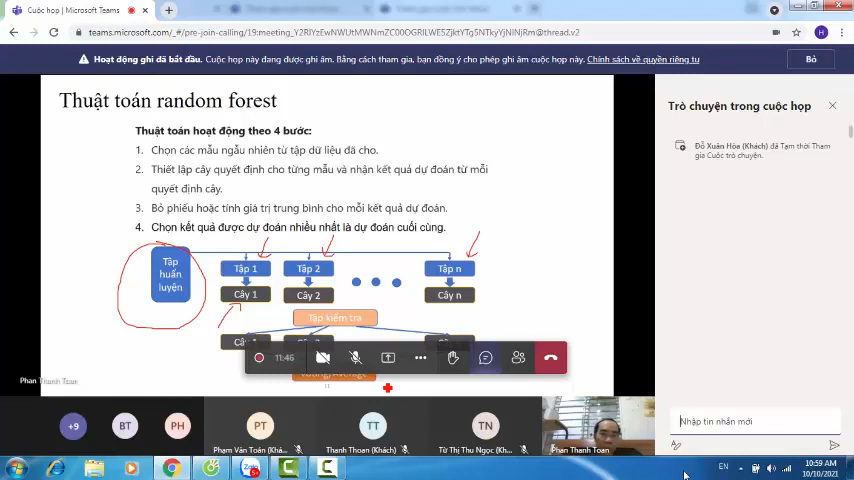 Cuộc họp | Microsoft Teams
teams.microsoft.com/_#/pre-join-calling/19:meeting_Y2RJYzEwNWUtMWNmZC00OGRlLWE5ZjktYTg5NTkyYjNlNjRm@thread.v2
Hoạt động ghi đã bắt đầu. Cuộc họp này đang được ghi âm. Bằng cách tham gia, bạn đồng ý cho phép ghi âm cuộc họp này. Chính sách về quyền riêng tư
Bỏ
Thuật toán random forest
Thuật toán hoạt động theo 4 bước:
1. Chọn các mẫu ngẫu nhiên từ tập dữ liệu đã cho.
2. Thiết lập cây quyết định cho từng mẫu và nhận kết quả dự đoán từ mỗi
quyết định cây.
3. Bỏ phiếu hoặc tính giá trị trung bình cho mỗi kết quả dự đoán.
4. Chọn kết quả được dự đoán nhiều nhất là dự đoán cuối cùng.
Tập
huấn
luyện
Tập 1
Tập 2
Tập n
Cây 1
Cây 2
Cây n
Tập kiểm tra
11:46
Phan Thanh Toan
+9
BT
PH
PT
TT
TN
Phạm Văn Toán (Khá...
Thanh Thoan (Khách)
Từ Thị Thu Ngọc (Khá...
Phan Thanh Toan
Trò chuyện trong cuộc họp
Đỗ Xuân Hòa (Khách) đã Tạm thời Tham
gia Cuộc trò chuyện.
Nhập tin nhắn mới
Zalo
EN
10:59 AM
10/10/2021